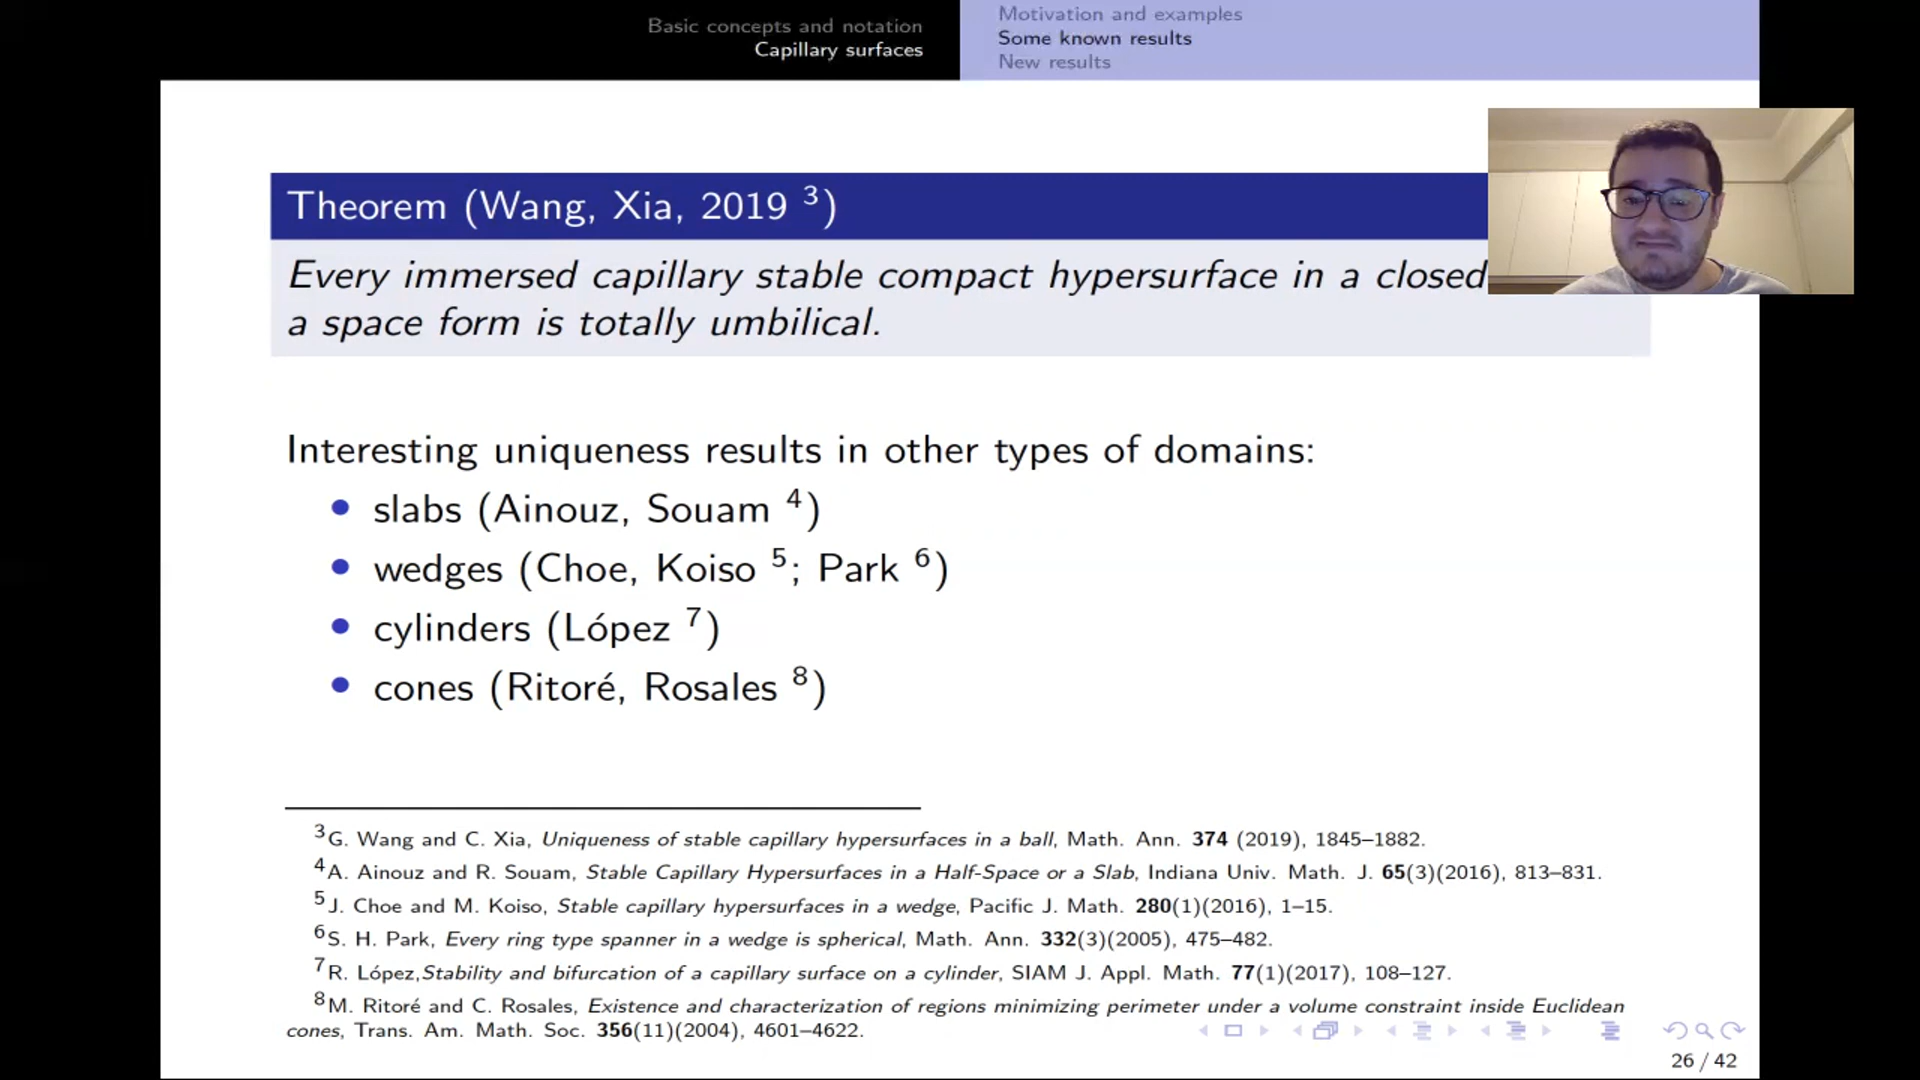 Basic concepts and notation
Capillary surfaces
Motivation and examples
Some known results
New results
Theorem (Wang, Xia, 2019 ³)
Every immersed capillary stable compact hypersurface in a closed
a space form is totally umbilical.
Interesting uniqueness results in other types of domains:
• slabs (Ainouz, Souam ⁴)
• wedges (Choe, Koiso ⁵; Park ⁶)
• cylinders (López ⁷)
• cones (Ritoré, Rosales ⁸)
³G. Wang and C. Xia, Uniqueness of stable capillary hypersurfaces in a ball, Math. Ann. 374 (2019), 1845–1882.
⁴A. Ainouz and R. Souam, Stable Capillary Hypersurfaces in a Half-Space or a Slab, Indiana Univ. Math. J. 65(3)(2016), 813–831.
⁵J. Choe and M. Koiso, Stable capillary hypersurfaces in a wedge, Pacific J. Math. 280(1)(2016), 1–15.
⁶S. H. Park, Every ring type spanner in a wedge is spherical, Math. Ann. 332(3)(2005), 475–482.
⁷R. López,Stability and bifurcation of a capillary surface on a cylinder, SIAM J. Appl. Math. 77(1)(2017), 108–127.
⁸M. Ritoré and C. Rosales, Existence and characterization of regions minimizing perimeter under a volume constraint inside Euclidean
cones, Trans. Am. Math. Soc. 356(11)(2004), 4601–4622.
26 / 42